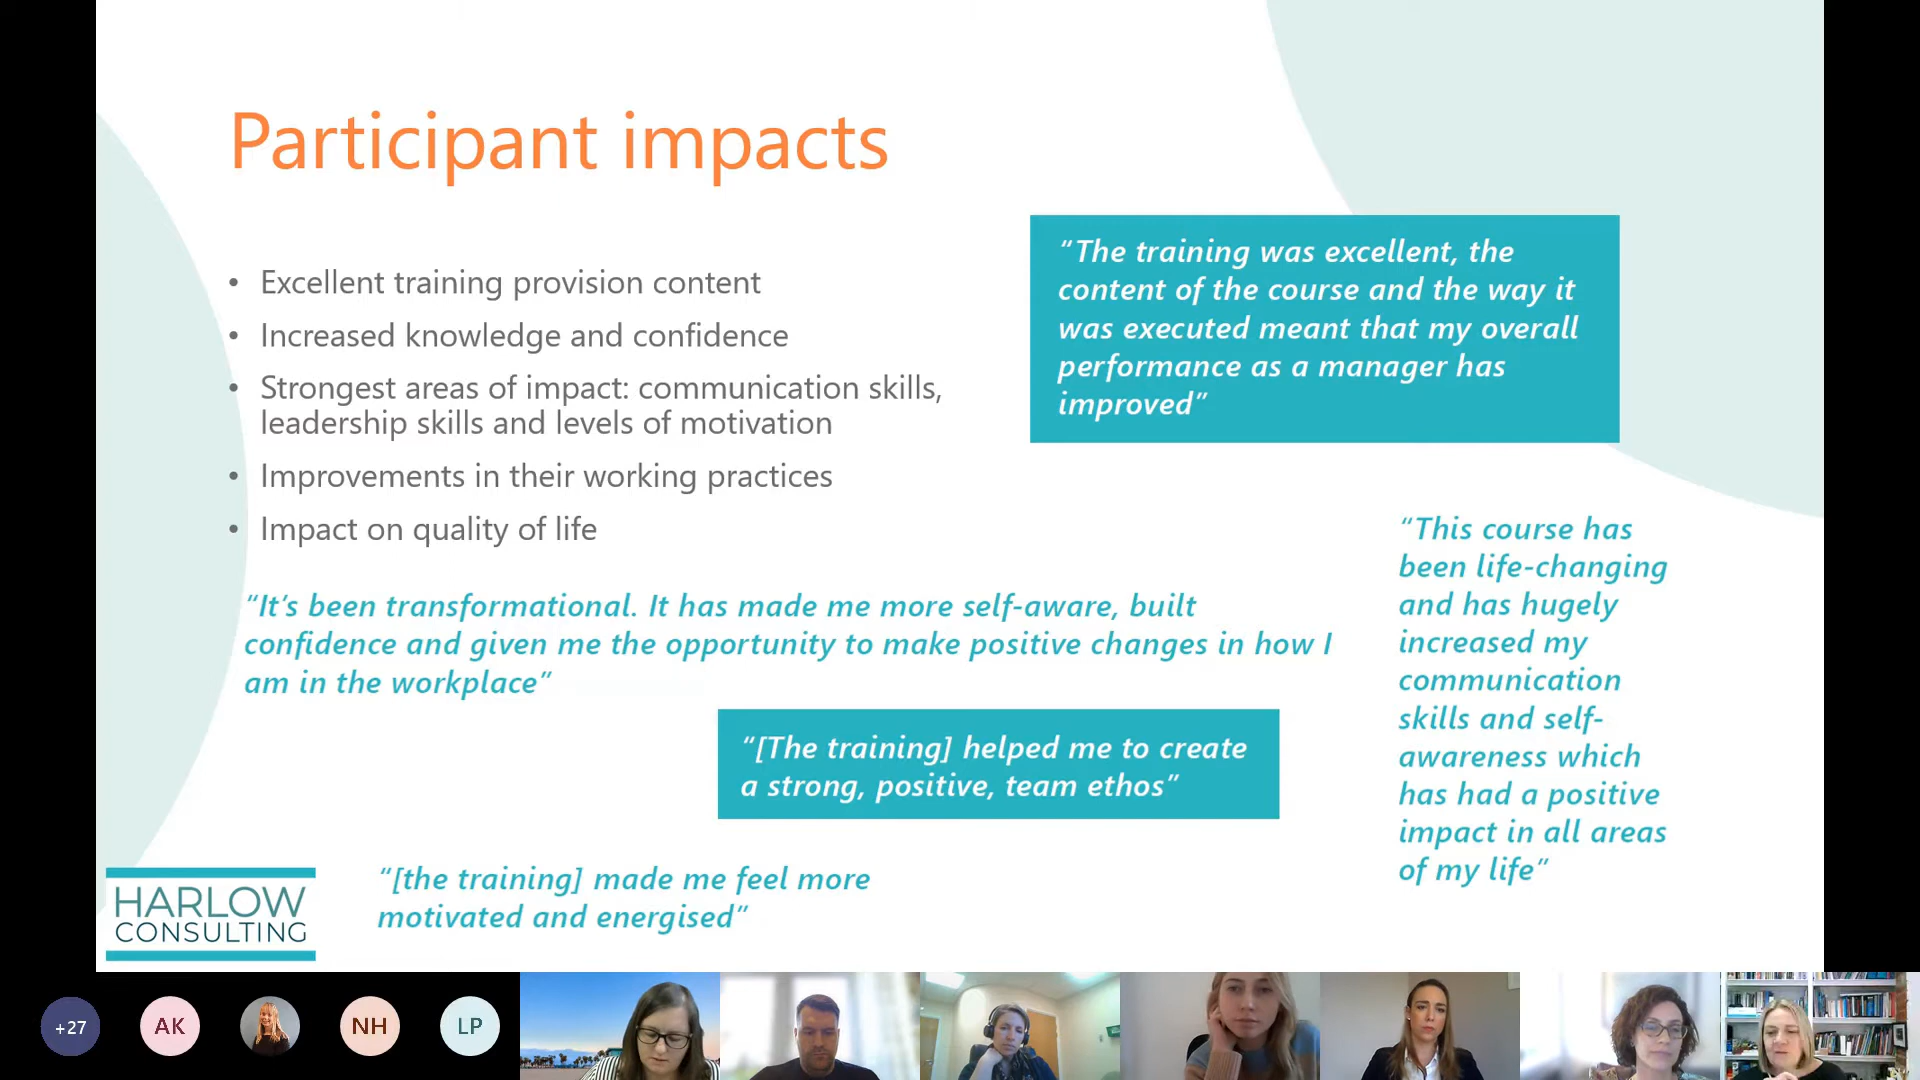 Participant impacts
• Excellent training provision content
• Increased knowledge and confidence
• Strongest areas of impact: communication skills,
leadership skills and levels of motivation
• Improvements in their working practices
• Impact on quality of life
“The training was excellent, the
content of the course and the way it
was executed meant that my overall
performance as a manager has
improved”
“This course has
been life-changing
and has hugely
increased my
communication
skills and self-
awareness which
has had a positive
impact in all areas
of my life”
“It’s been transformational. It has made me more self-aware, built
confidence and given me the opportunity to make positive changes in how I
am in the workplace”
“[The training] helped me to create
a strong, positive, team ethos”
“[the training] made me feel more
motivated and energised”
HARLOW
CONSULTING
+27
AK
NH
LP